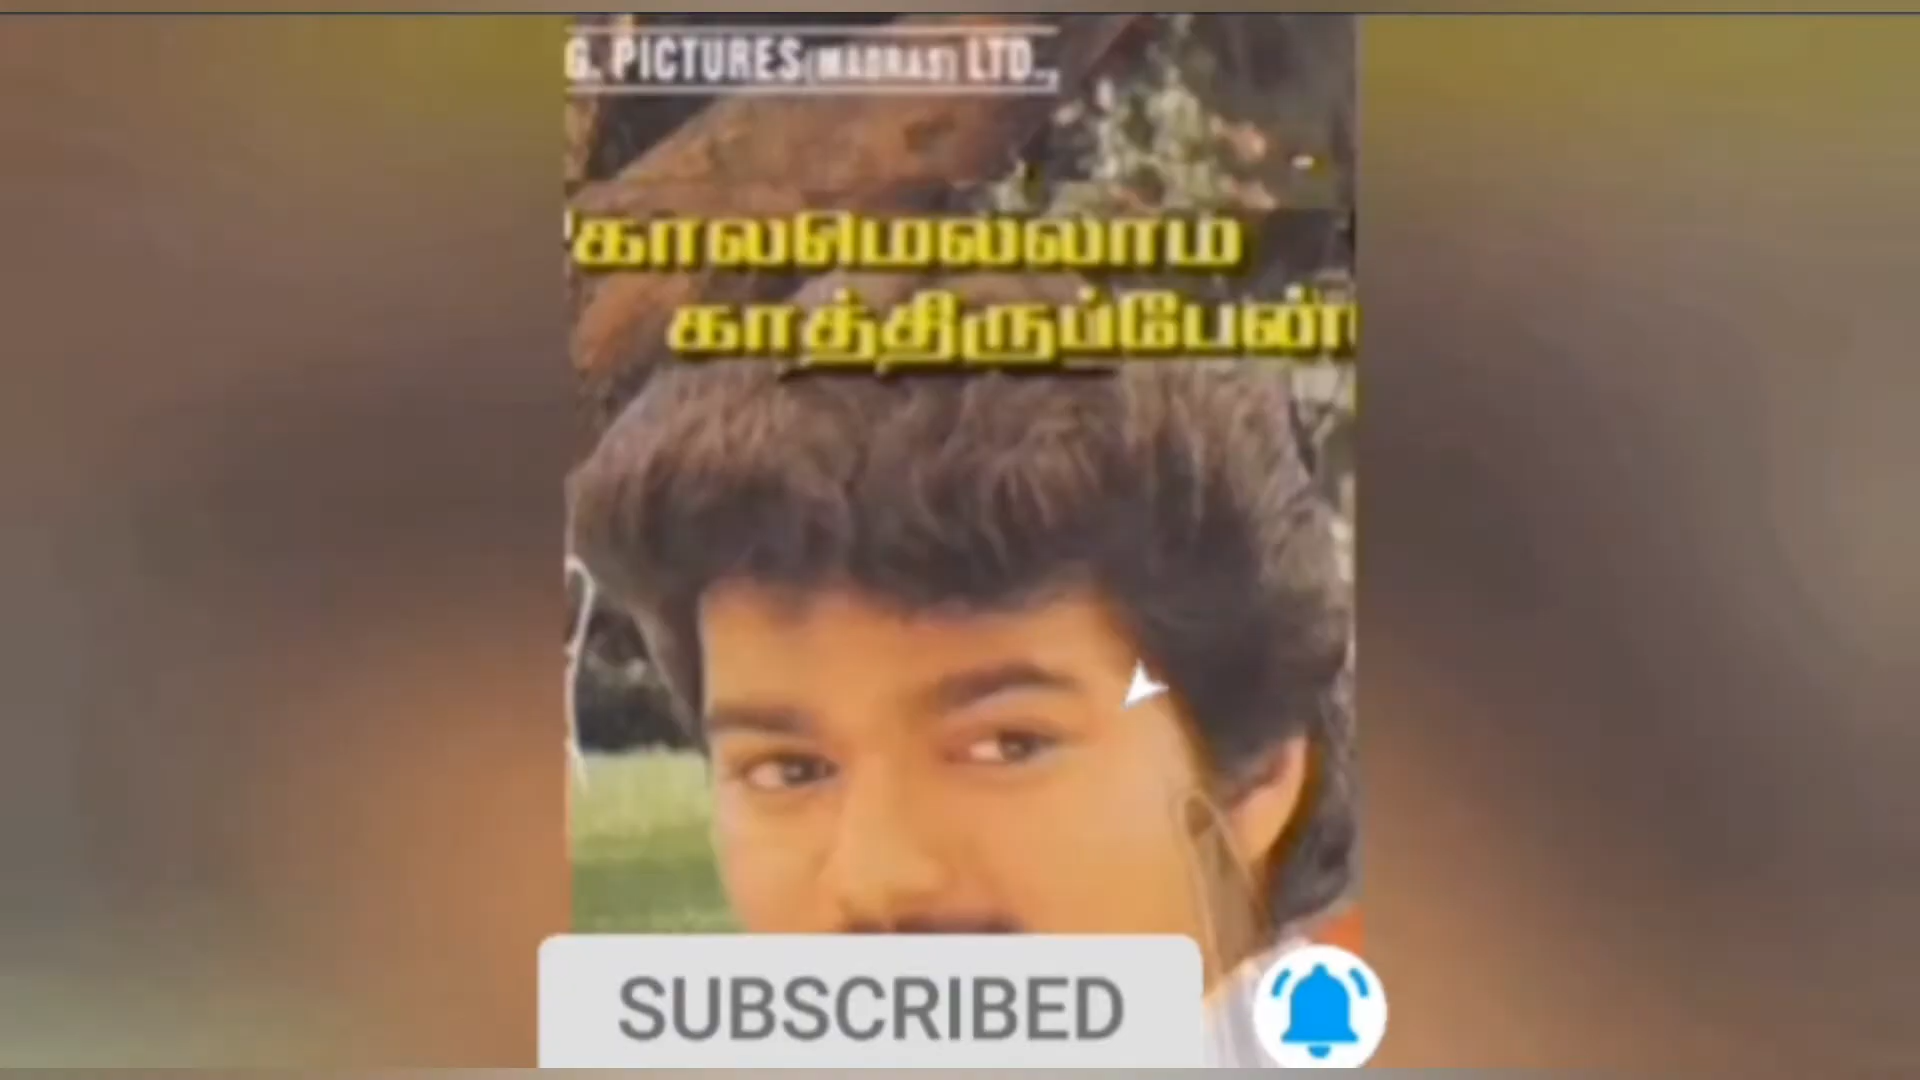 G. PICTURES (MADRAS) LTD.,
'காலமெல்லாம்
காத்திருப்பேன்
SUBSCRIBED